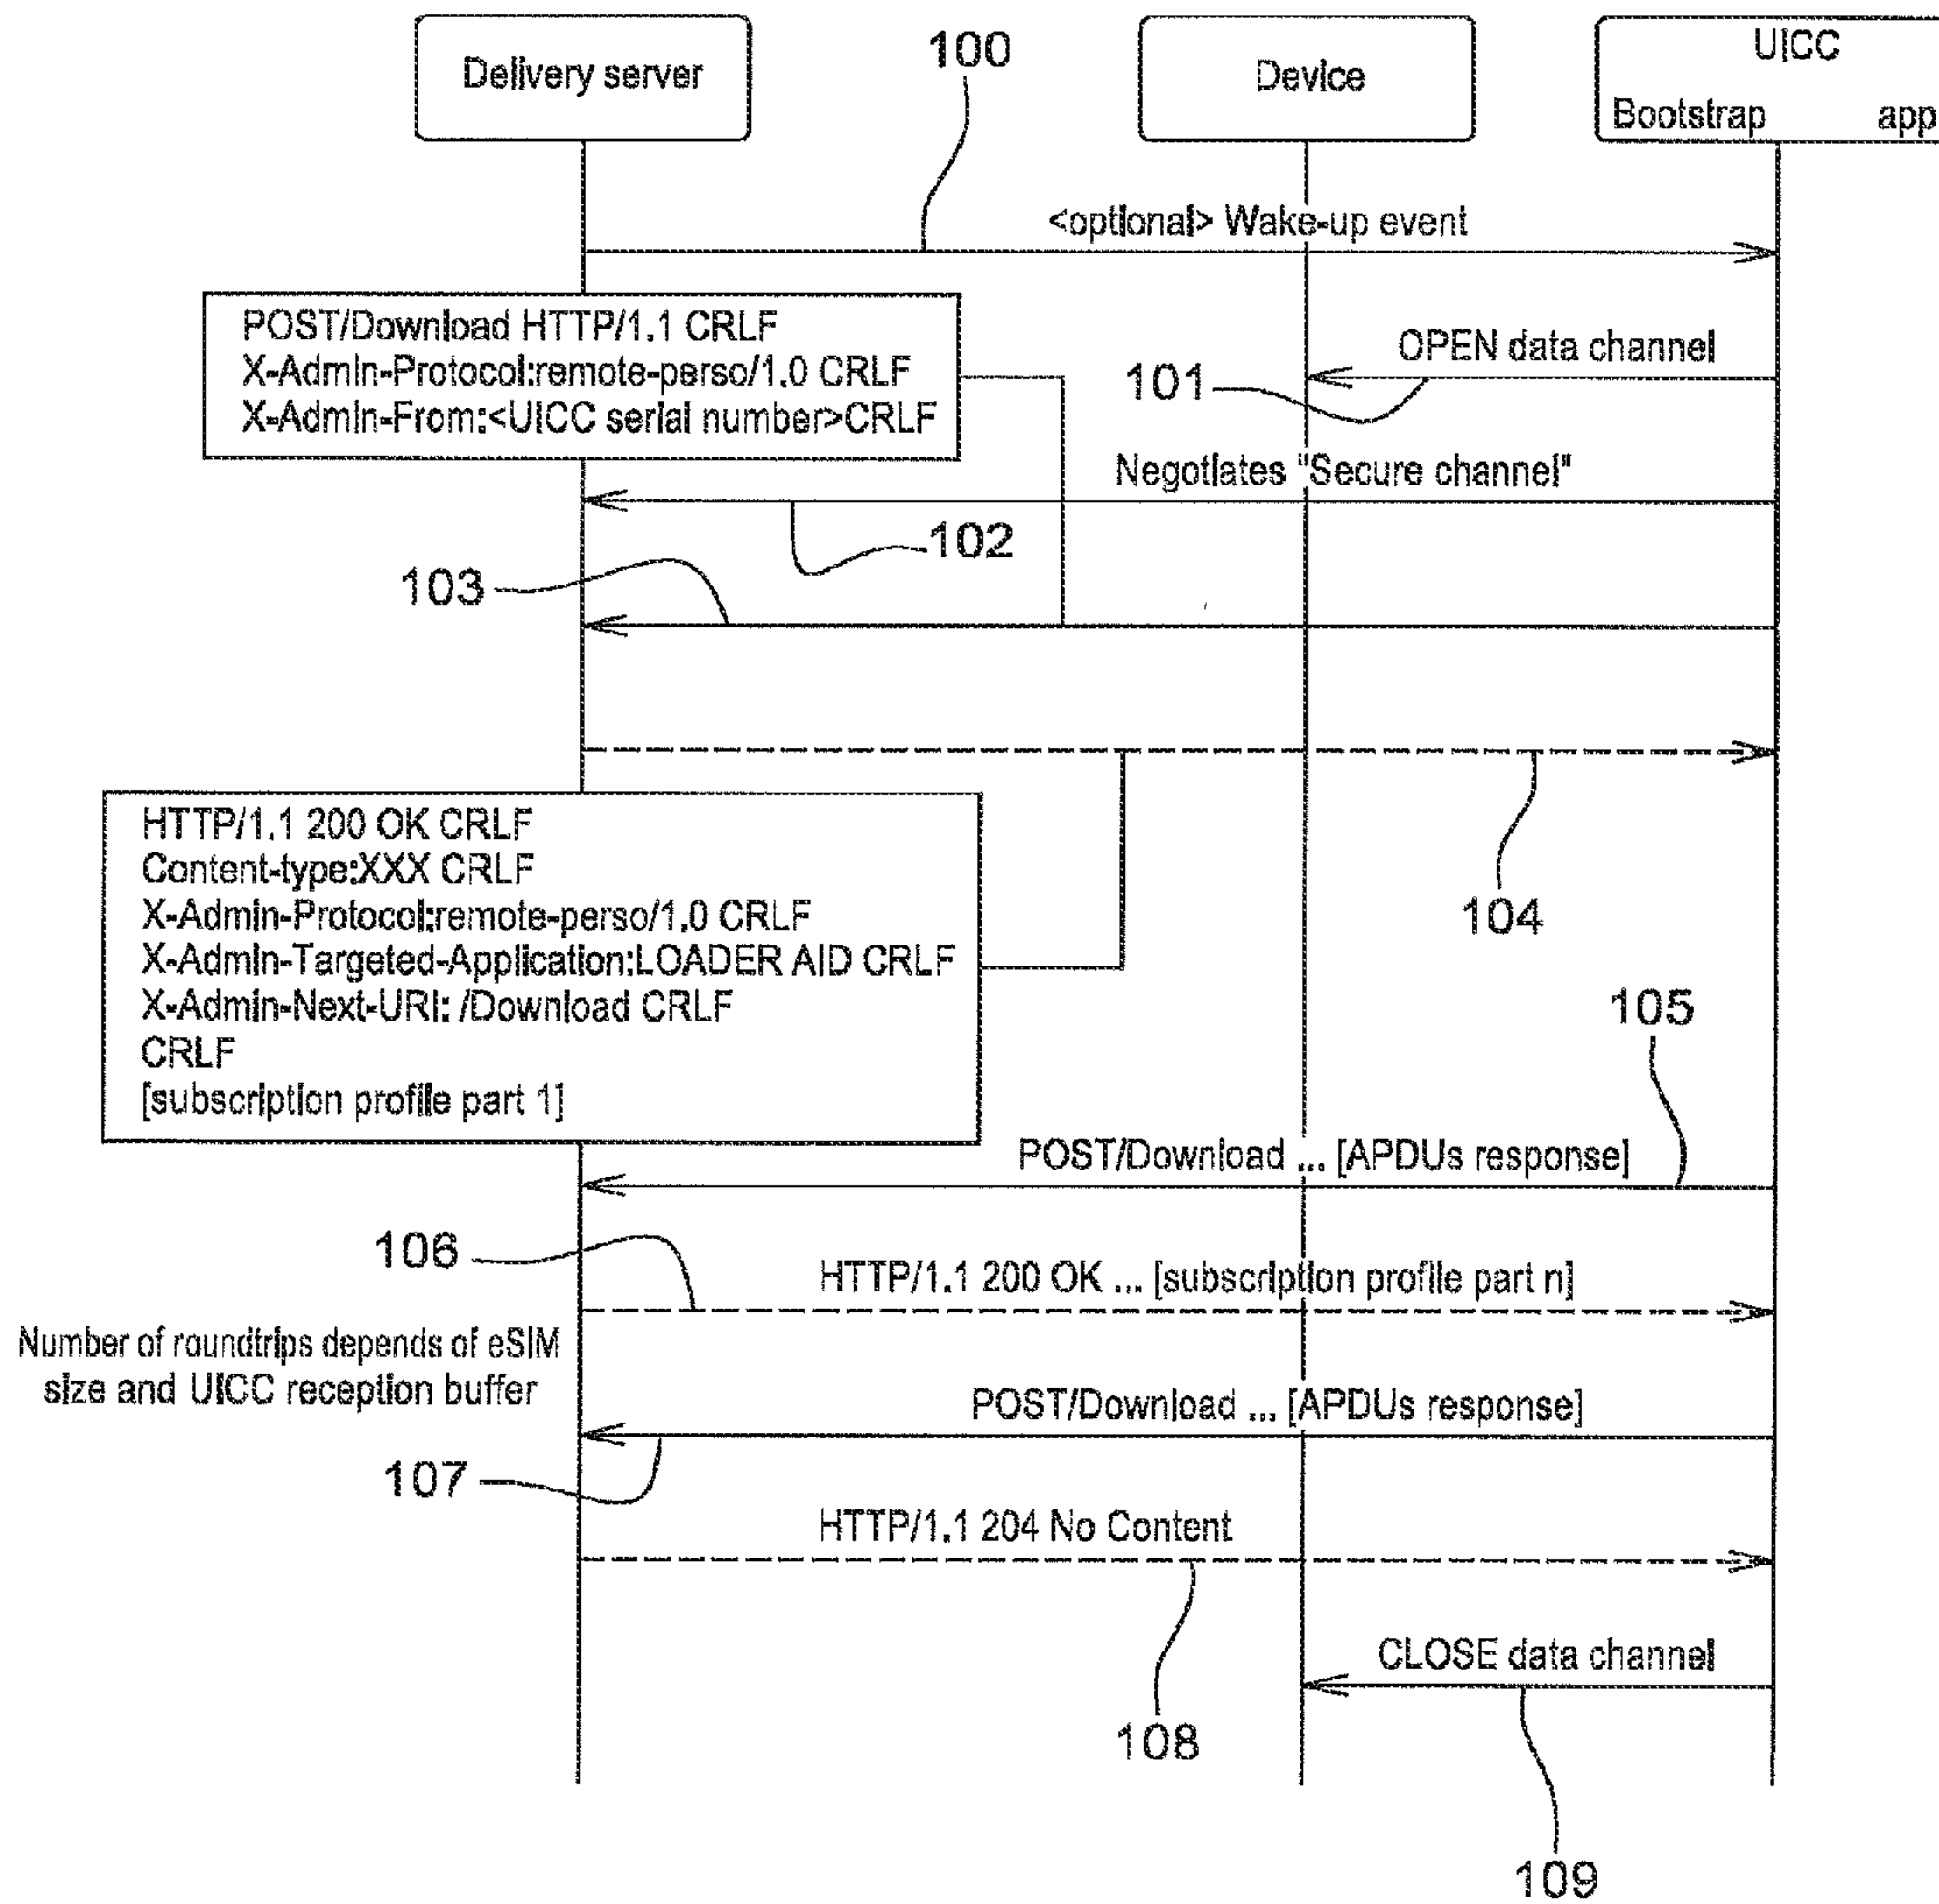 Delivery server
100
Device
UICC
Bootstrap app
<optional> Wake-up event
POST/Download HTTP/1.1 CRLF
X-Admin-Protocol:remote-perso/1.0 CRLF
X-Admin-From:<UICC serial number>CRLF
OPEN data channel
101
Negotiates "Secure channel"
102
103
104
HTTP/1.1 200 OK CRLF
Content-type:XXX CRLF
X-Admin-Protocol:remote-perso/1.0 CRLF
X-Admin-Targeted-Application:LOADER AID CRLF
X-Admin-Next-URI: /Download CRLF
CRLF
[subscription profile part 1]
105
POST/Download ... [APDUs response]
106
HTTP/1.1 200 OK ... [subscription profile part n]
Number of roundtrips depends of eSIM
size and UICC reception buffer
POST/Download ... [APDUs response]
107
HTTP/1.1 204 No Content
108
CLOSE data channel
109